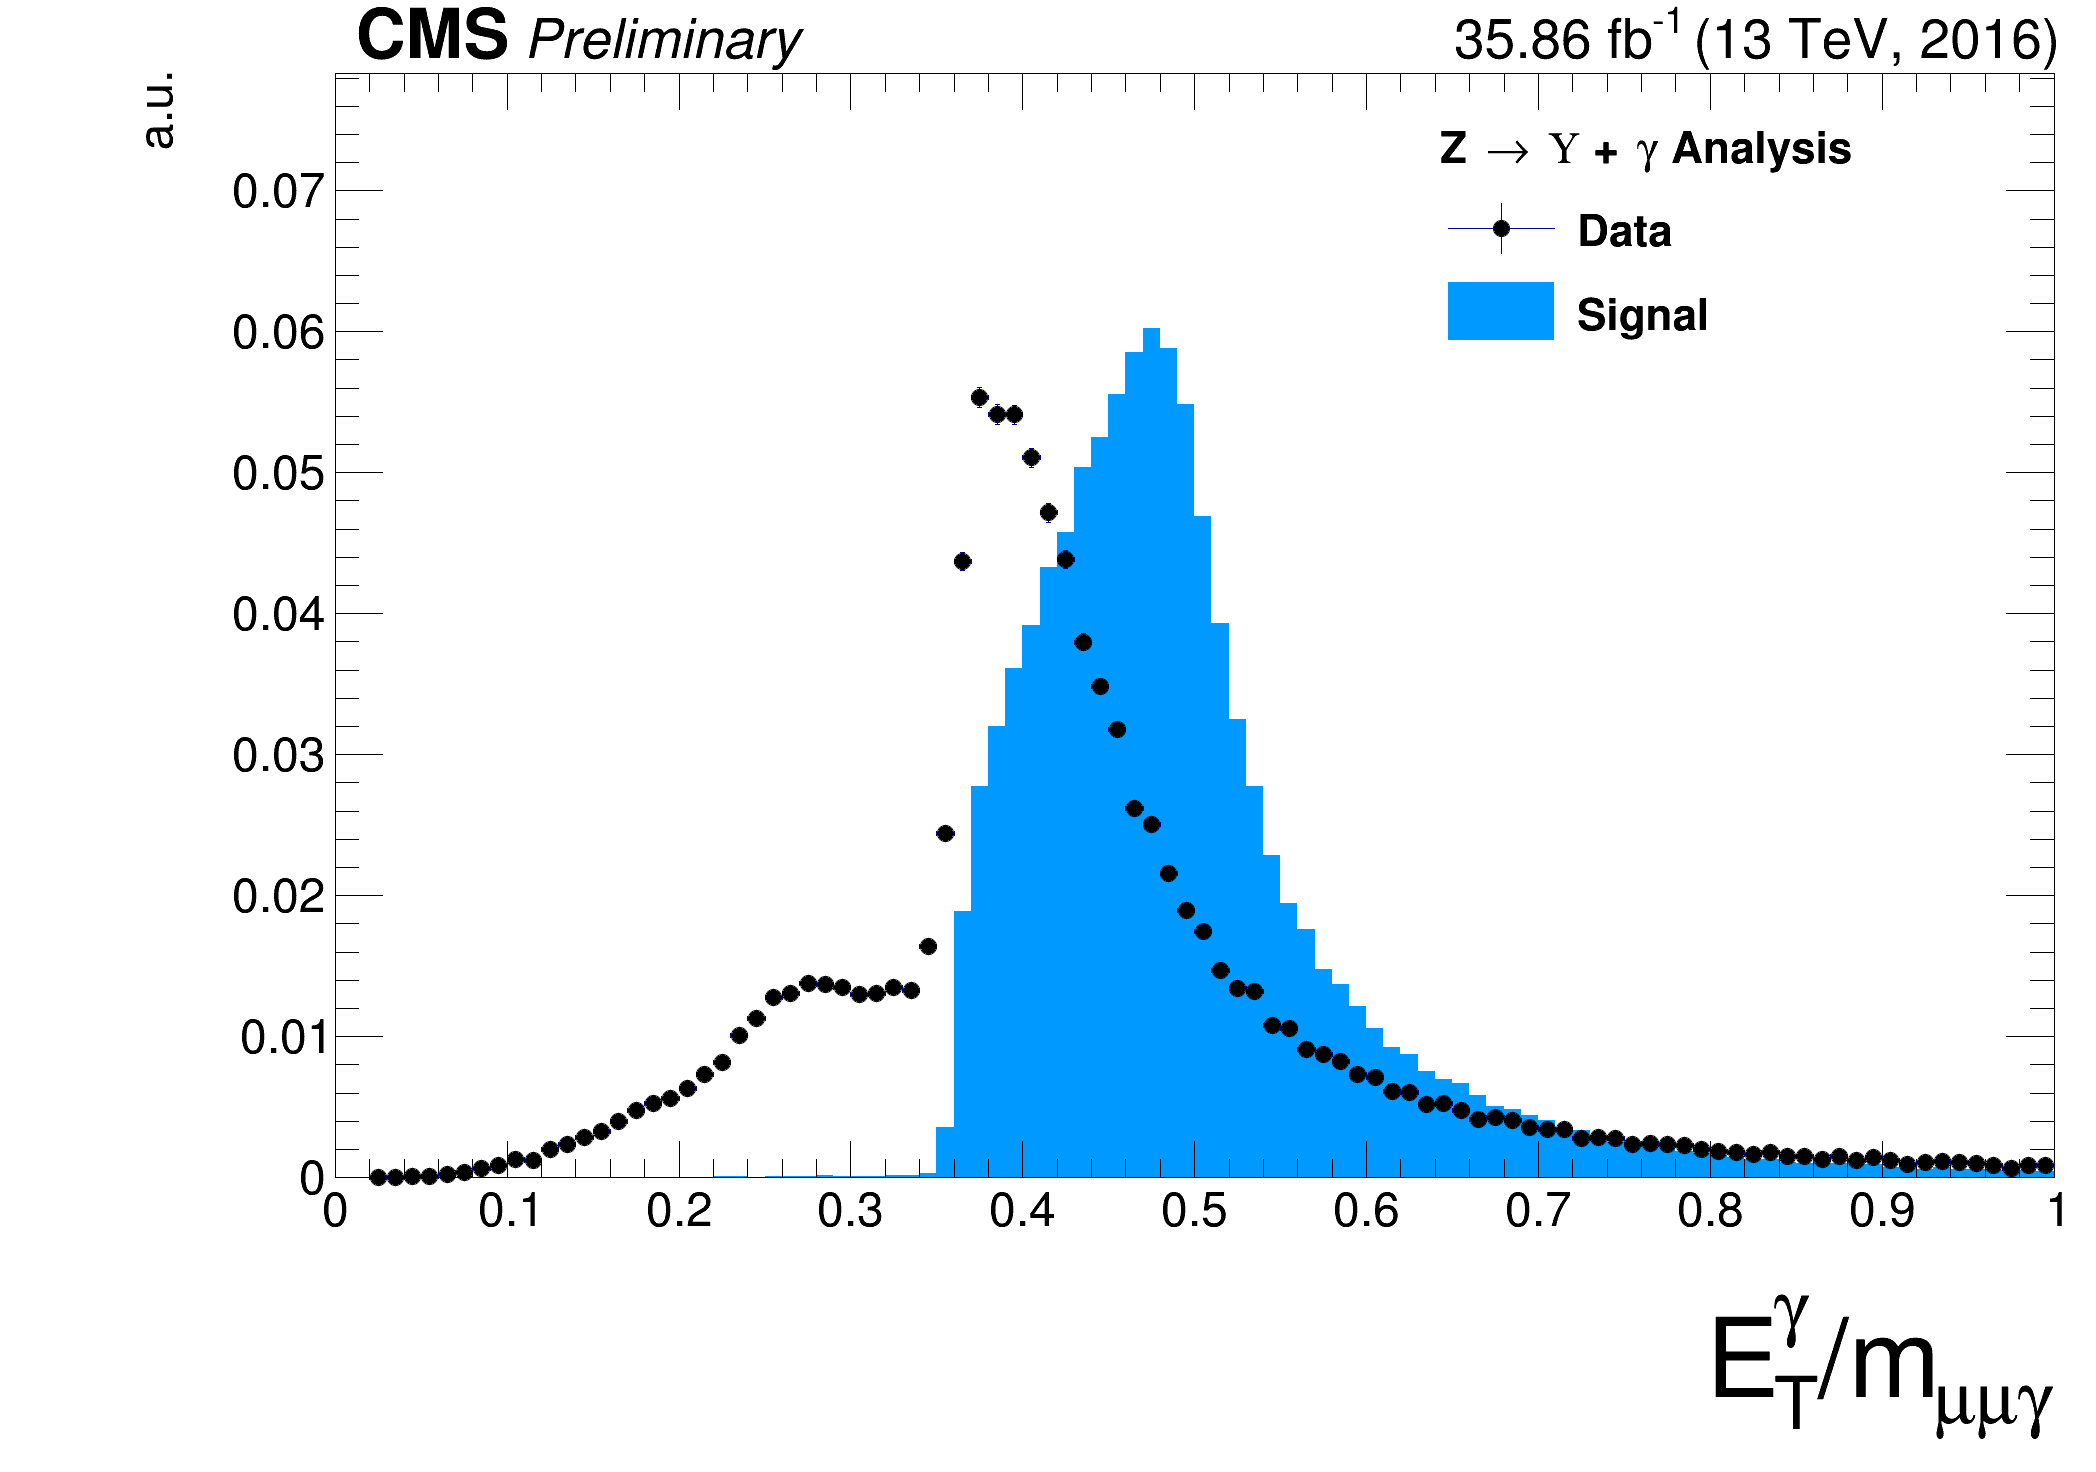 CMS Preliminary
35.86 fb⁻¹ (13 TeV, 2016)
a.u.
Z → Υ + γ Analysis
Data
Signal
0.07
0.06
0.05
0.04
0.03
0.02
0.01
0
0 0.1 0.2 0.3 0.4 0.5 0.6 0.7 0.8 0.9 1
E_T^γ/m_μμγ